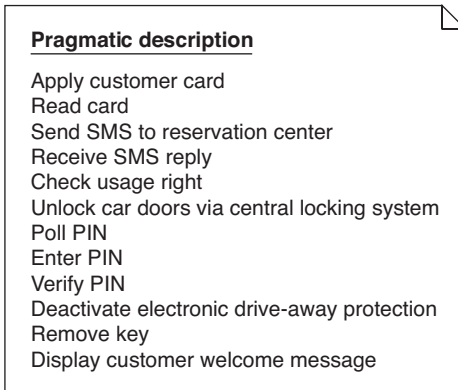 Pragmatic description
Apply customer card
Read card
Send SMS to reservation center
Receive SMS reply
Check usage right
Unlock car doors via central locking system
Poll PIN
Enter PIN
Verify PIN
Deactivate electronic drive-away protection
Remove key
Display customer welcome message